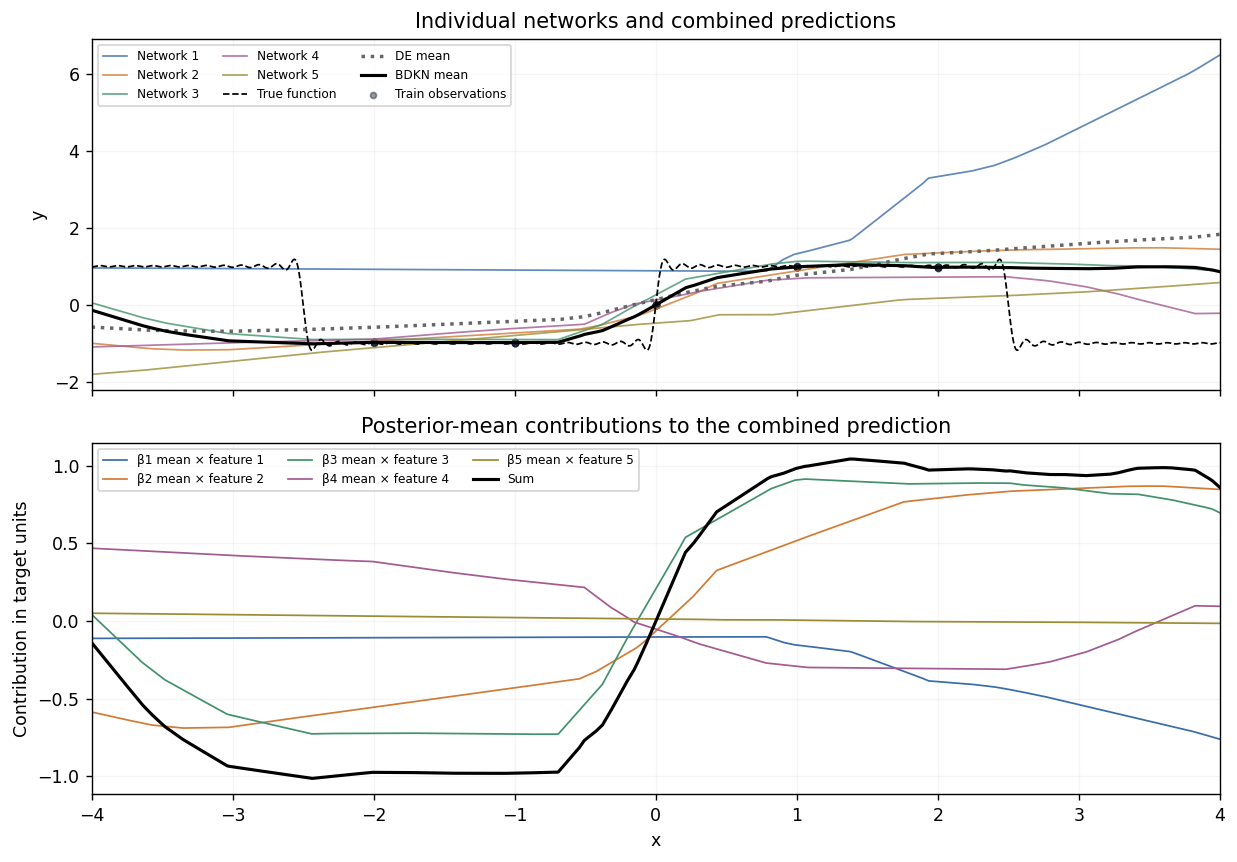 Individual networks and combined predictions
Network 1
Network 2
Network 3
Network 4
Network 5
True function
DE mean
BDKN mean
Train observations
6
4
2
0
−2
y
Posterior-mean contributions to the combined prediction
β1 mean × feature 1
β2 mean × feature 2
β3 mean × feature 3
β4 mean × feature 4
β5 mean × feature 5
Sum
1.0
0.5
0.0
−0.5
−1.0
Contribution in target units
−4
−3
−2
−1
0
1
2
3
4
x